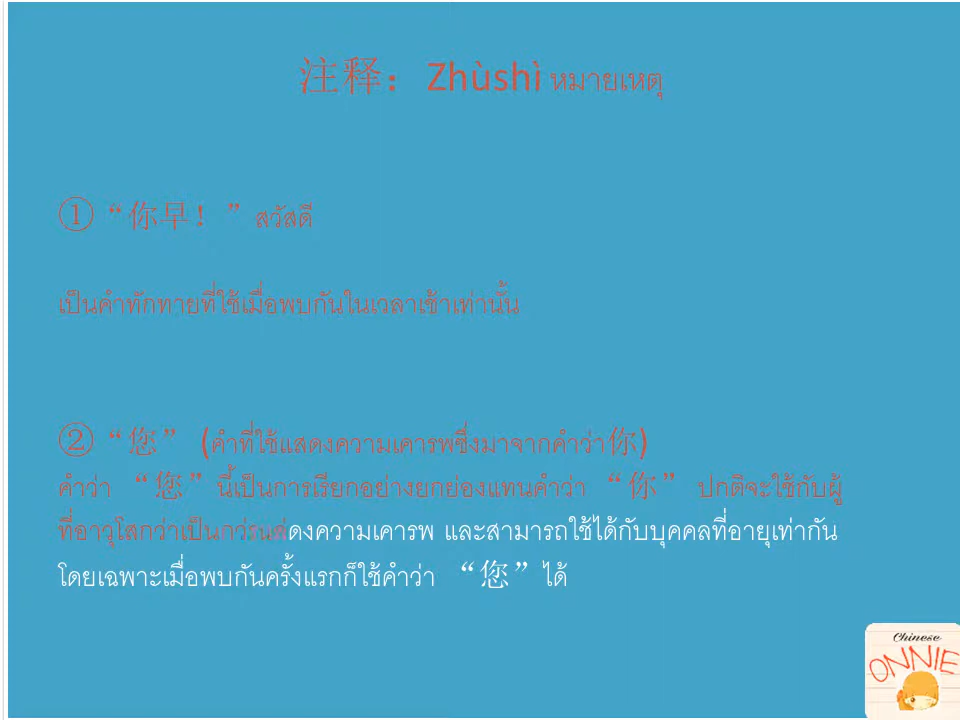 注释：Zhùshì หมายเหตุ
①“你早！”สวัสดี
เป็นคำทักทายที่ใช้เมื่อพบกันในเวลาเช้าเท่านั้น
②“您” (คำที่ใช้แสดงความเคารพซึ่งมาจากคำว่า你)
คำว่า “您”นี้เป็นการเรียกอย่างยกย่องแทนคำว่า “你” ปกติจะใช้กับผู้
ที่อาวุโสกว่าเป็นดงความเคารพ และสามารถใช้ได้กับบุคคลที่อายุเท่ากัน
โดยเฉพาะเมื่อพบกันครั้งแรกก็ใช้คำว่า “您”ได้
Chinese
ONNIE